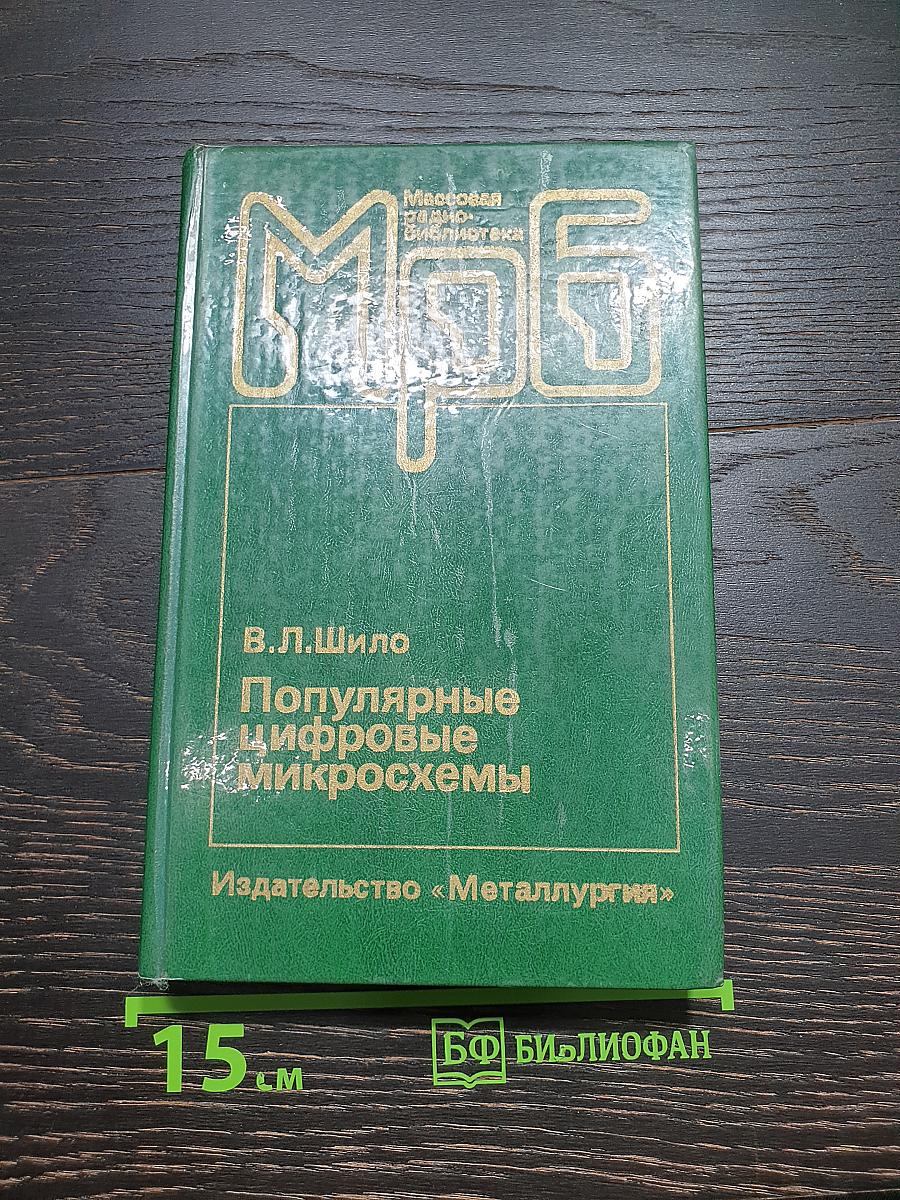 Массовая
радио-
библиотека
МрБ
В.Л.Шило
Популярные
цифровые
микросхемы
Издательство «Металлургия»
15 см
БФ БИБЛИОФАН